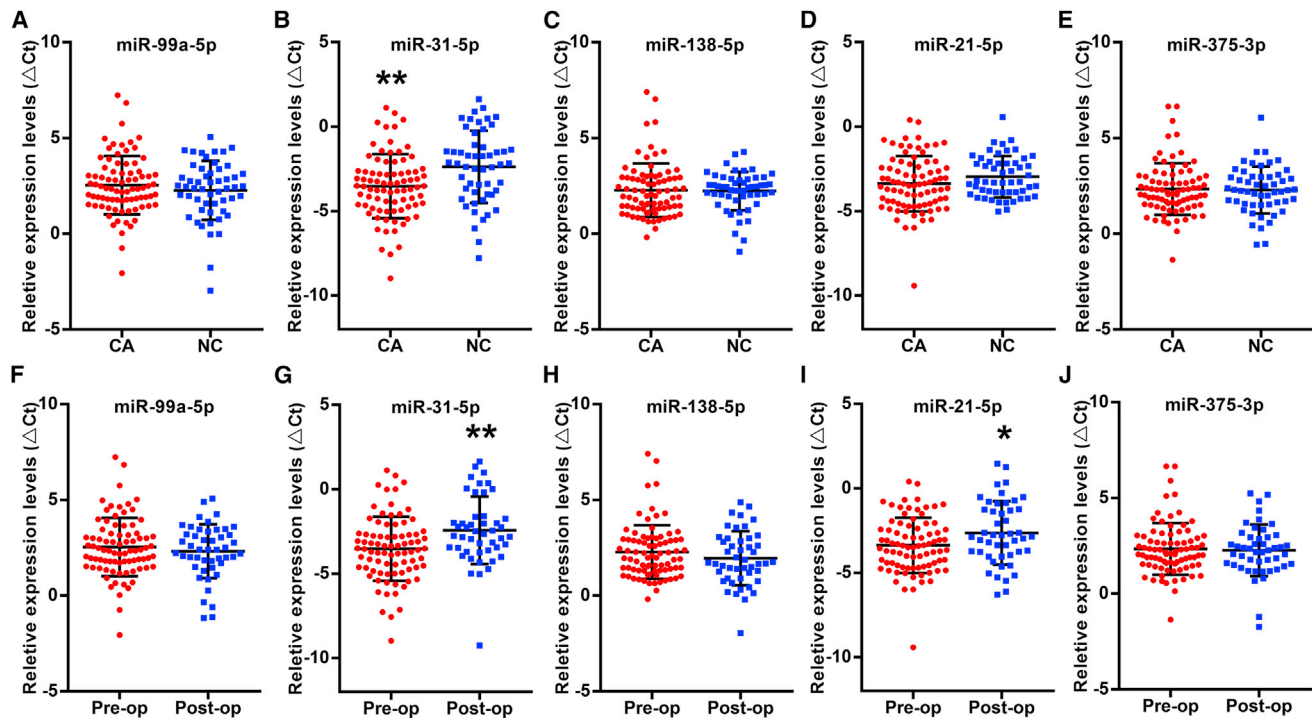 A
miR-99a-5p
Reletive expression levels (△Ct)
10
5
0
-5
CA
NC
B
miR-31-5p
Reletive expression levels (△Ct)
5
0
-5
-10
**
CA
NC
C
miR-138-5p
Reletive expression levels (△Ct)
10
5
0
-5
CA
NC
D
miR-21-5p
Reletive expression levels (△Ct)
5
0
-5
-10
CA
NC
E
miR-375-3p
Reletive expression levels (△Ct)
10
5
0
-5
CA
NC
F
miR-99a-5p
Reletive expression levels (△Ct)
10
5
0
-5
Pre-op
Post-op
G
miR-31-5p
Reletive expression levels (△Ct)
5
0
-5
-10
**
Pre-op
Post-op
H
miR-138-5p
Reletive expression levels (△Ct)
10
5
0
-5
Pre-op
Post-op
I
miR-21-5p
Reletive expression levels (△Ct)
5
0
-5
-10
*
Pre-op
Post-op
J
miR-375-3p
Reletive expression levels (△Ct)
10
5
0
-5
Pre-op
Post-op